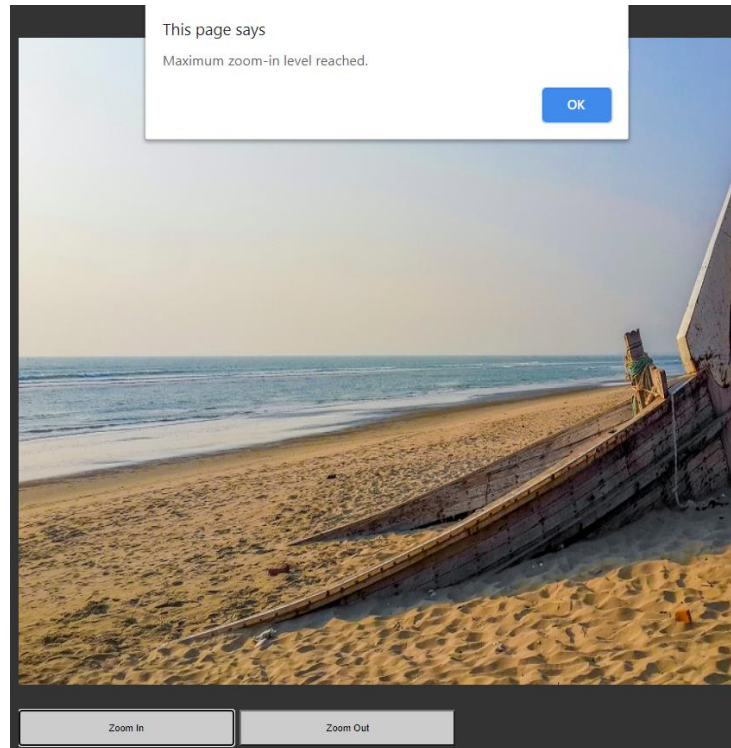 This page says
Maximum zoom-in level reached.
OK
Zoom In
Zoom Out